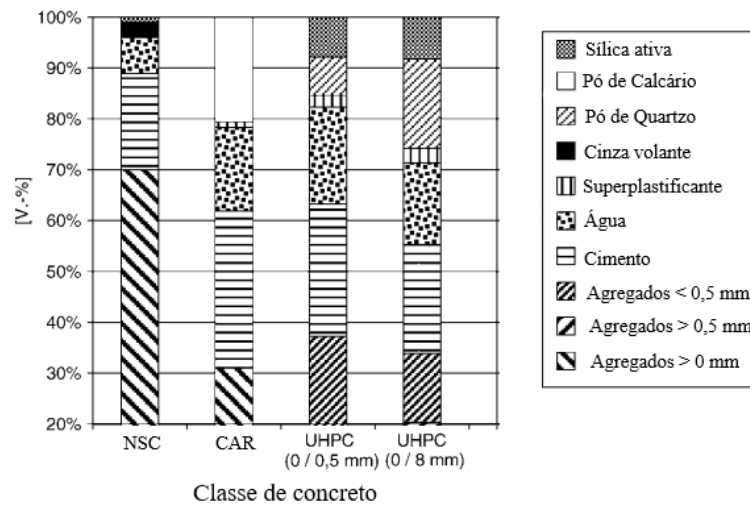 100%
90%
80%
70%
60%
50%
40%
30%
20%
[V.-%]
NSC
CAR
UHPC
(0 / 0,5 mm)
UHPC
(0 / 8 mm)
Classe de concreto
Sílica ativa
Pó de Calcário
Pó de Quartzo
Cinza volante
Superplastificante
Água
Cimento
Agregados < 0,5 mm
Agregados > 0,5 mm
Agregados > 0 mm